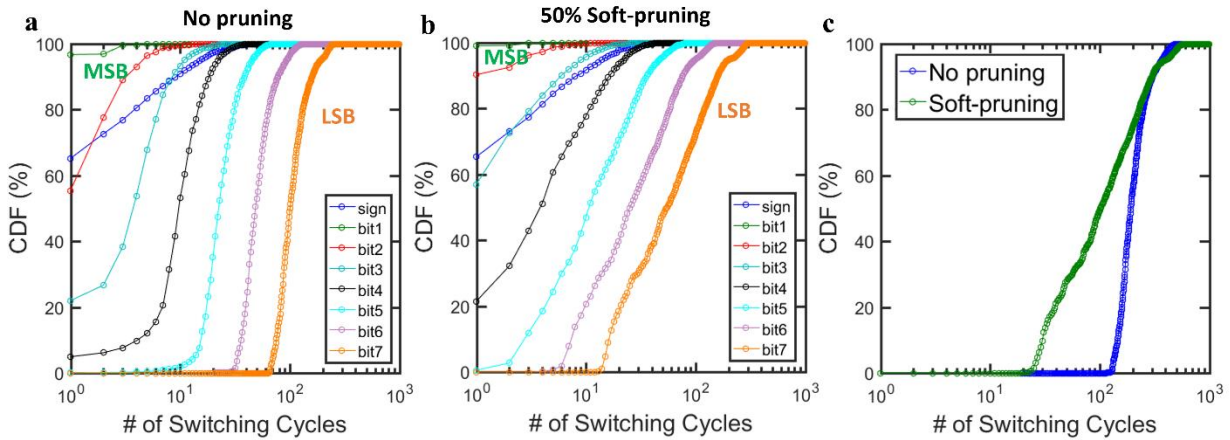 a
No pruning
CDF (%)
100
80
60
40
20
0
MSB
LSB
sign
bit1
bit2
bit3
bit4
bit5
bit6
bit7
10^0
10^1
10^2
10^3
# of Switching Cycles
b
50% Soft-pruning
CDF (%)
100
80
60
40
20
0
MSB
LSB
sign
bit1
bit2
bit3
bit4
bit5
bit6
bit7
10^0
10^1
10^2
10^3
# of Switching Cycles
c
CDF (%)
100
80
60
40
20
0
No pruning
Soft-pruning
10^0
10^1
10^2
10^3
# of Switching Cycles